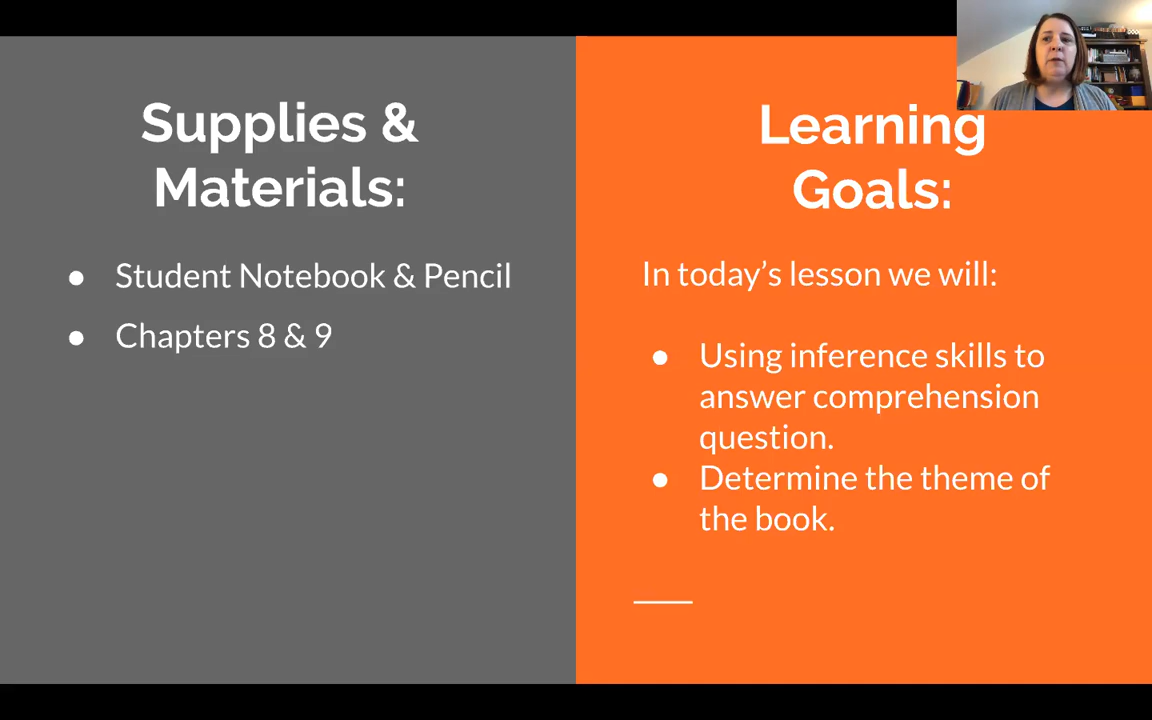 Supplies &
Materials:
● Student Notebook & Pencil
● Chapters 8 & 9
Learning
Goals:
In today’s lesson we will:
● Using inference skills to
answer comprehension
question.
● Determine the theme of
the book.